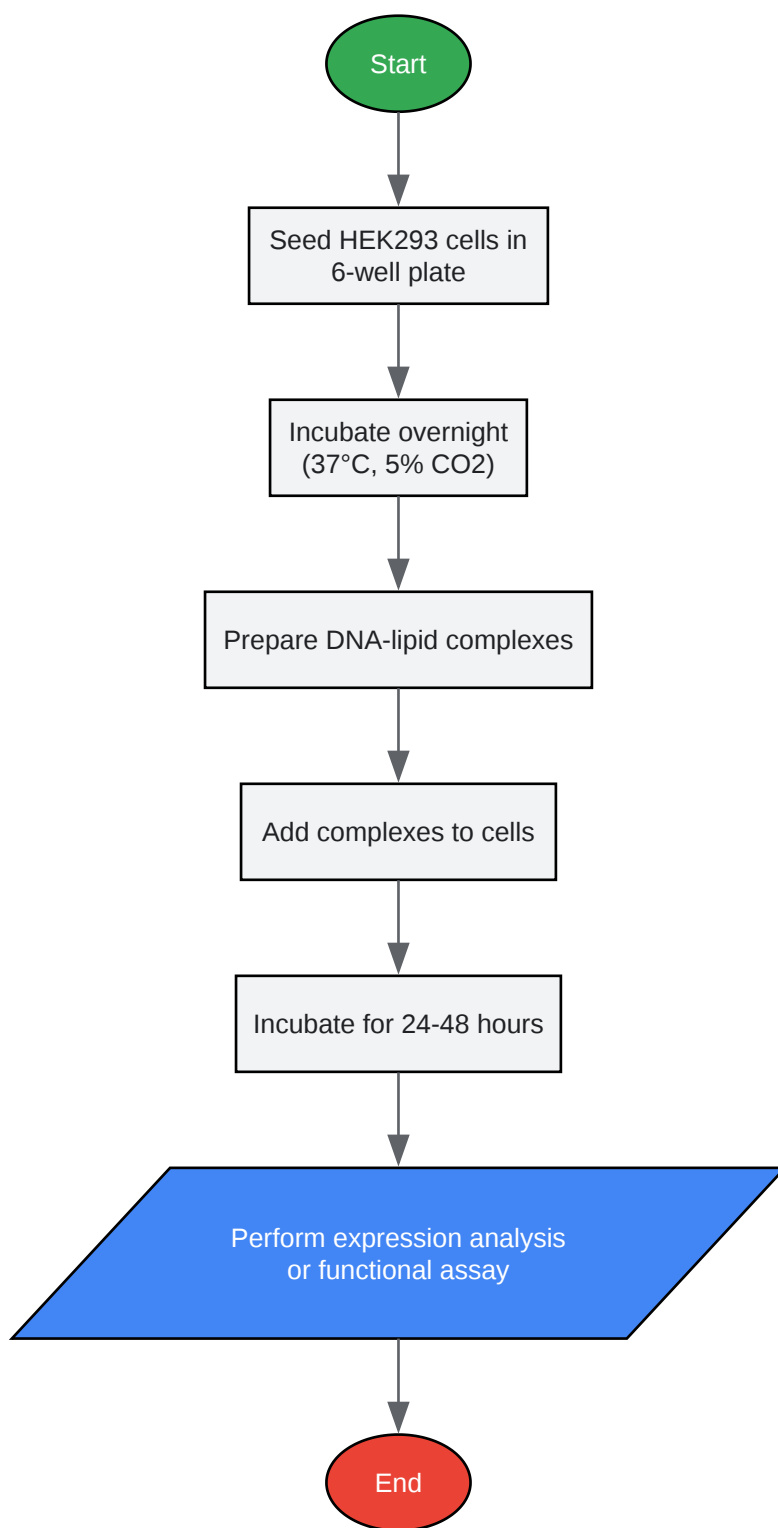 Start
Seed HEK293 cells in
6-well plate
Incubate overnight
(37°C, 5% CO2)
Prepare DNA-lipid complexes
Add complexes to cells
Incubate for 24-48 hours
Perform expression analysis
or functional assay
End